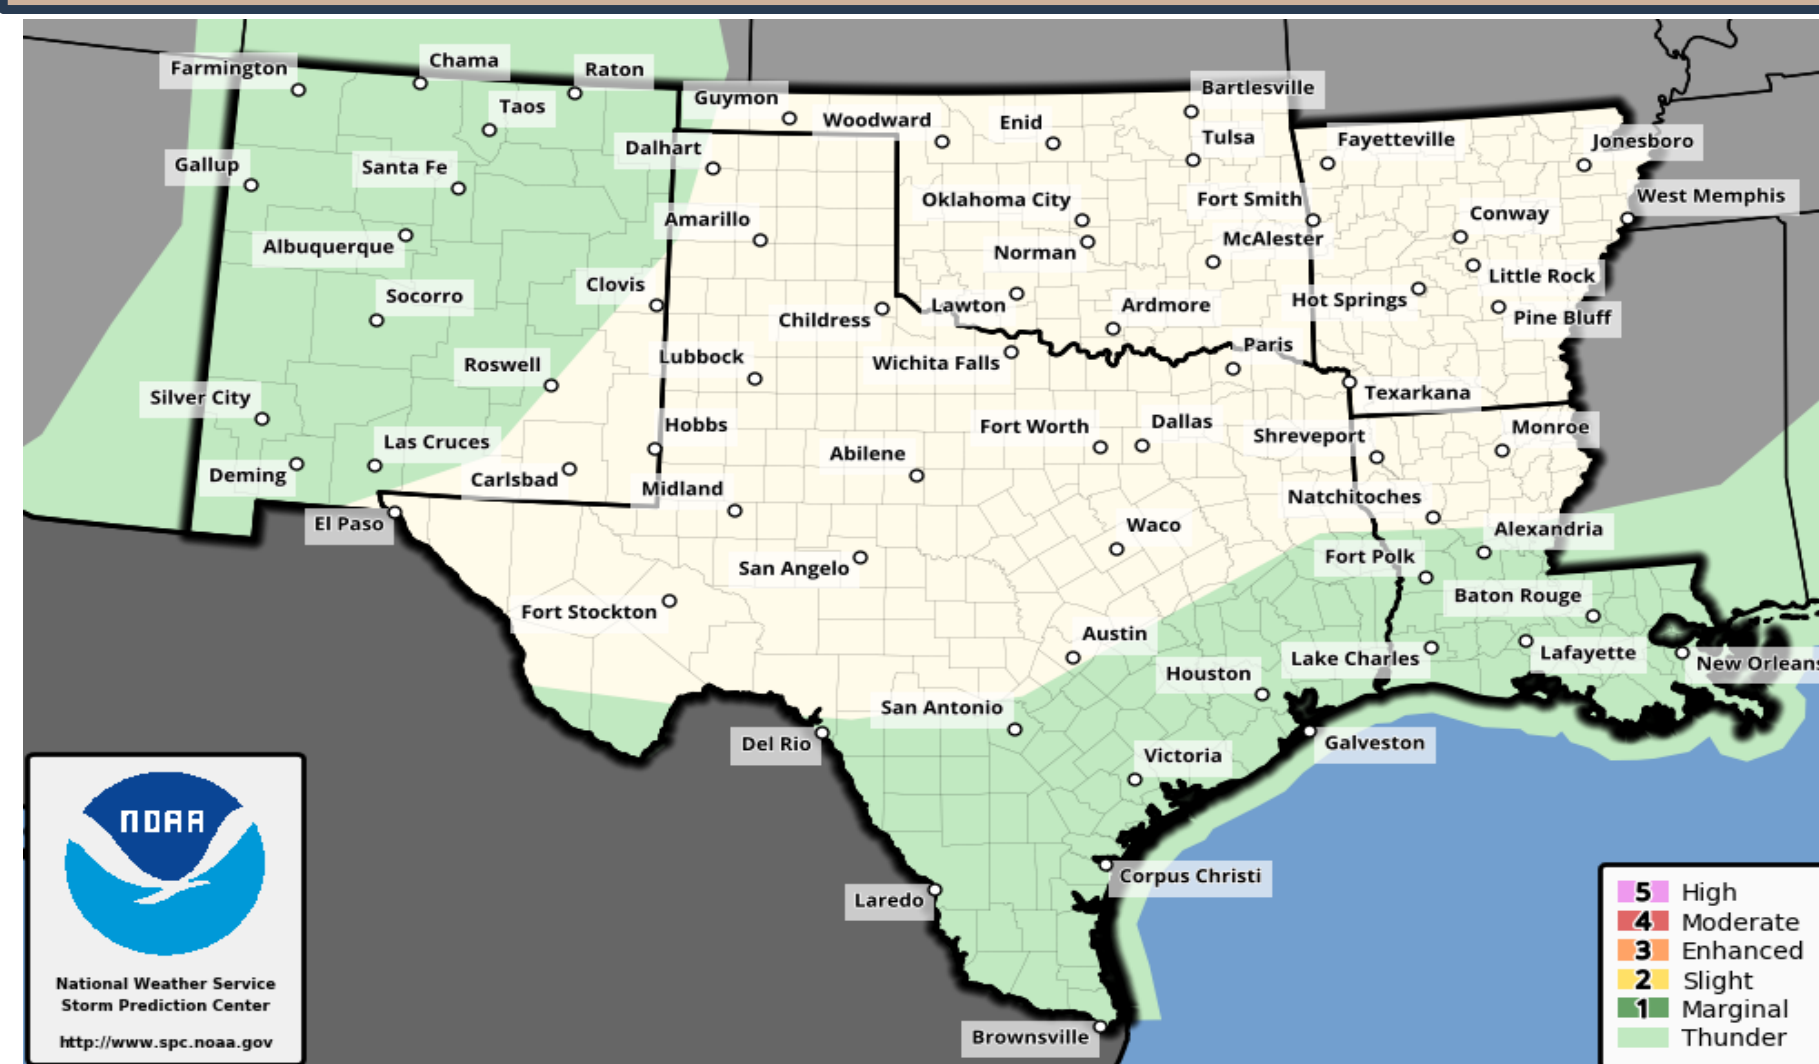 Farmington
Chama
Raton
Taos
Guymon
Woodward
Enid
Bartlesville
Tulsa
Fayetteville
Jonesboro
Gallup
Santa Fe
Dalhart
Oklahoma City
Fort Smith
West Memphis
Albuquerque
Amarillo
Norman
McAlester
Conway
Little Rock
Socorro
Clovis
Childress
Lawton
Ardmore
Hot Springs
Pine Bluff
Roswell
Lubbock
Wichita Falls
Paris
Texarkana
Silver City
Las Cruces
Hobbs
Abilene
Fort Worth
Dallas
Shreveport
Monroe
Deming
Carlsbad
Midland
Natchitoches
El Paso
San Angelo
Waco
Alexandria
Fort Polk
Fort Stockton
Baton Rouge
Austin
Lake Charles
Lafayette
New Orleans
Houston
San Antonio
Del Rio
Galveston
Victoria
Corpus Christi
Laredo
Brownsville
NOAA
National Weather Service
Storm Prediction Center
http://www.spc.noaa.gov
5 High
4 Moderate
3 Enhanced
2 Slight
1 Marginal
Thunder